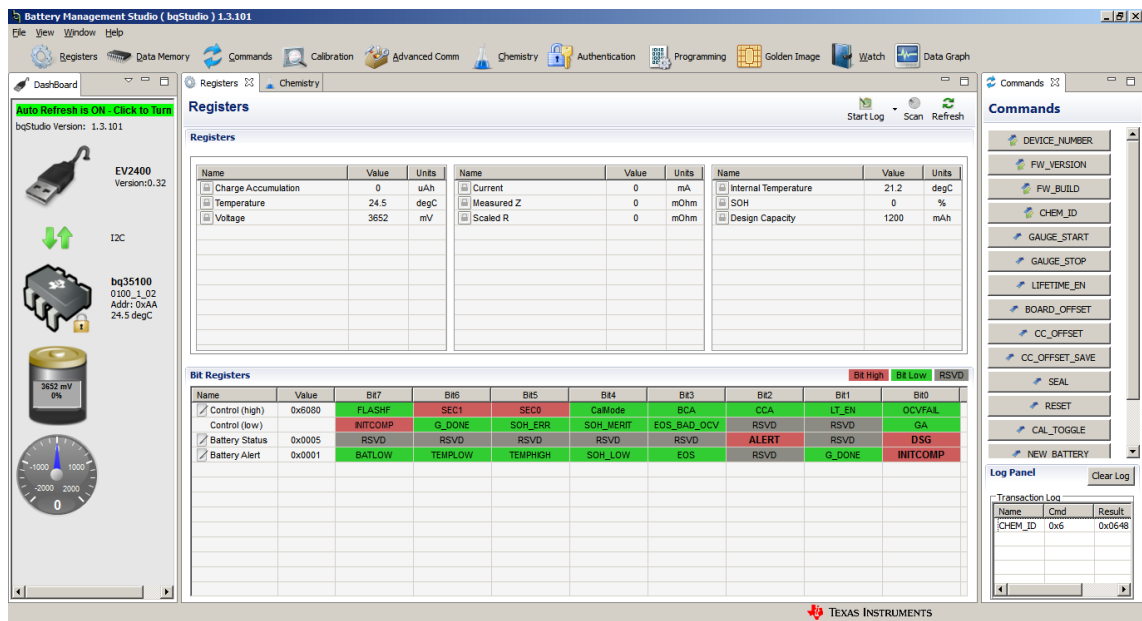 Battery Management Studio ( bqStudio ) 1.3.101
File View Window Help
Registers Data Memory Commands Calibration Advanced Comm Chemistry Authentication Programming Golden Image Watch Data Graph
DashBoard
Auto Refresh is ON - Click to Turn
bqStudio Version: 1.3.101
EV2400
Version:0.32
I2C
bq35100
0100_1_02
Addr: 0xAA
24.5 degC
3652 mV
0%
-1000 1000
-2000 2000
0
Registers Chemistry
Registers
Start Log Scan Refresh
Registers
Name Value Units Name Value Units Name Value Units
Charge Accumulation 0 uAh Current 0 mA Internal Temperature 21.2 degC
Temperature 24.5 degC Measured Z 0 mOhm SOH 0 %
Voltage 3652 mV Scaled R 0 mOhm Design Capacity 1200 mAh
Bit Registers Bit High Bit Low RSVD
Name Value Bit7 Bit6 Bit5 Bit4 Bit3 Bit2 Bit1 Bit0
Control (high) 0x6080 FLASHF SEC1 SEC0 CalMode BCA CCA LT_EN OCVFAIL
Control (low) INITCOMP G_DONE SOH_ERR SOH_MERIT EOS_BAD_OCV RSVD RSVD GA
Battery Status 0x0005 RSVD RSVD RSVD RSVD RSVD ALERT RSVD DSG
Battery Alert 0x0001 BATLOW TEMPLOW TEMPHIGH SOH_LOW EOS RSVD G_DONE INITCOMP
Commands
Commands
DEVICE_NUMBER
FW_VERSION
FW_BUILD
CHEM_ID
GAUGE_START
GAUGE_STOP
LIFETIME_EN
BOARD_OFFSET
CC_OFFSET
CC_OFFSET_SAVE
SEAL
RESET
CAL_TOGGLE
NEW_BATTERY
Log Panel Clear Log
Transaction Log
Name Cmd Result
CHEM_ID 0x6 0x0648
TEXAS INSTRUMENTS